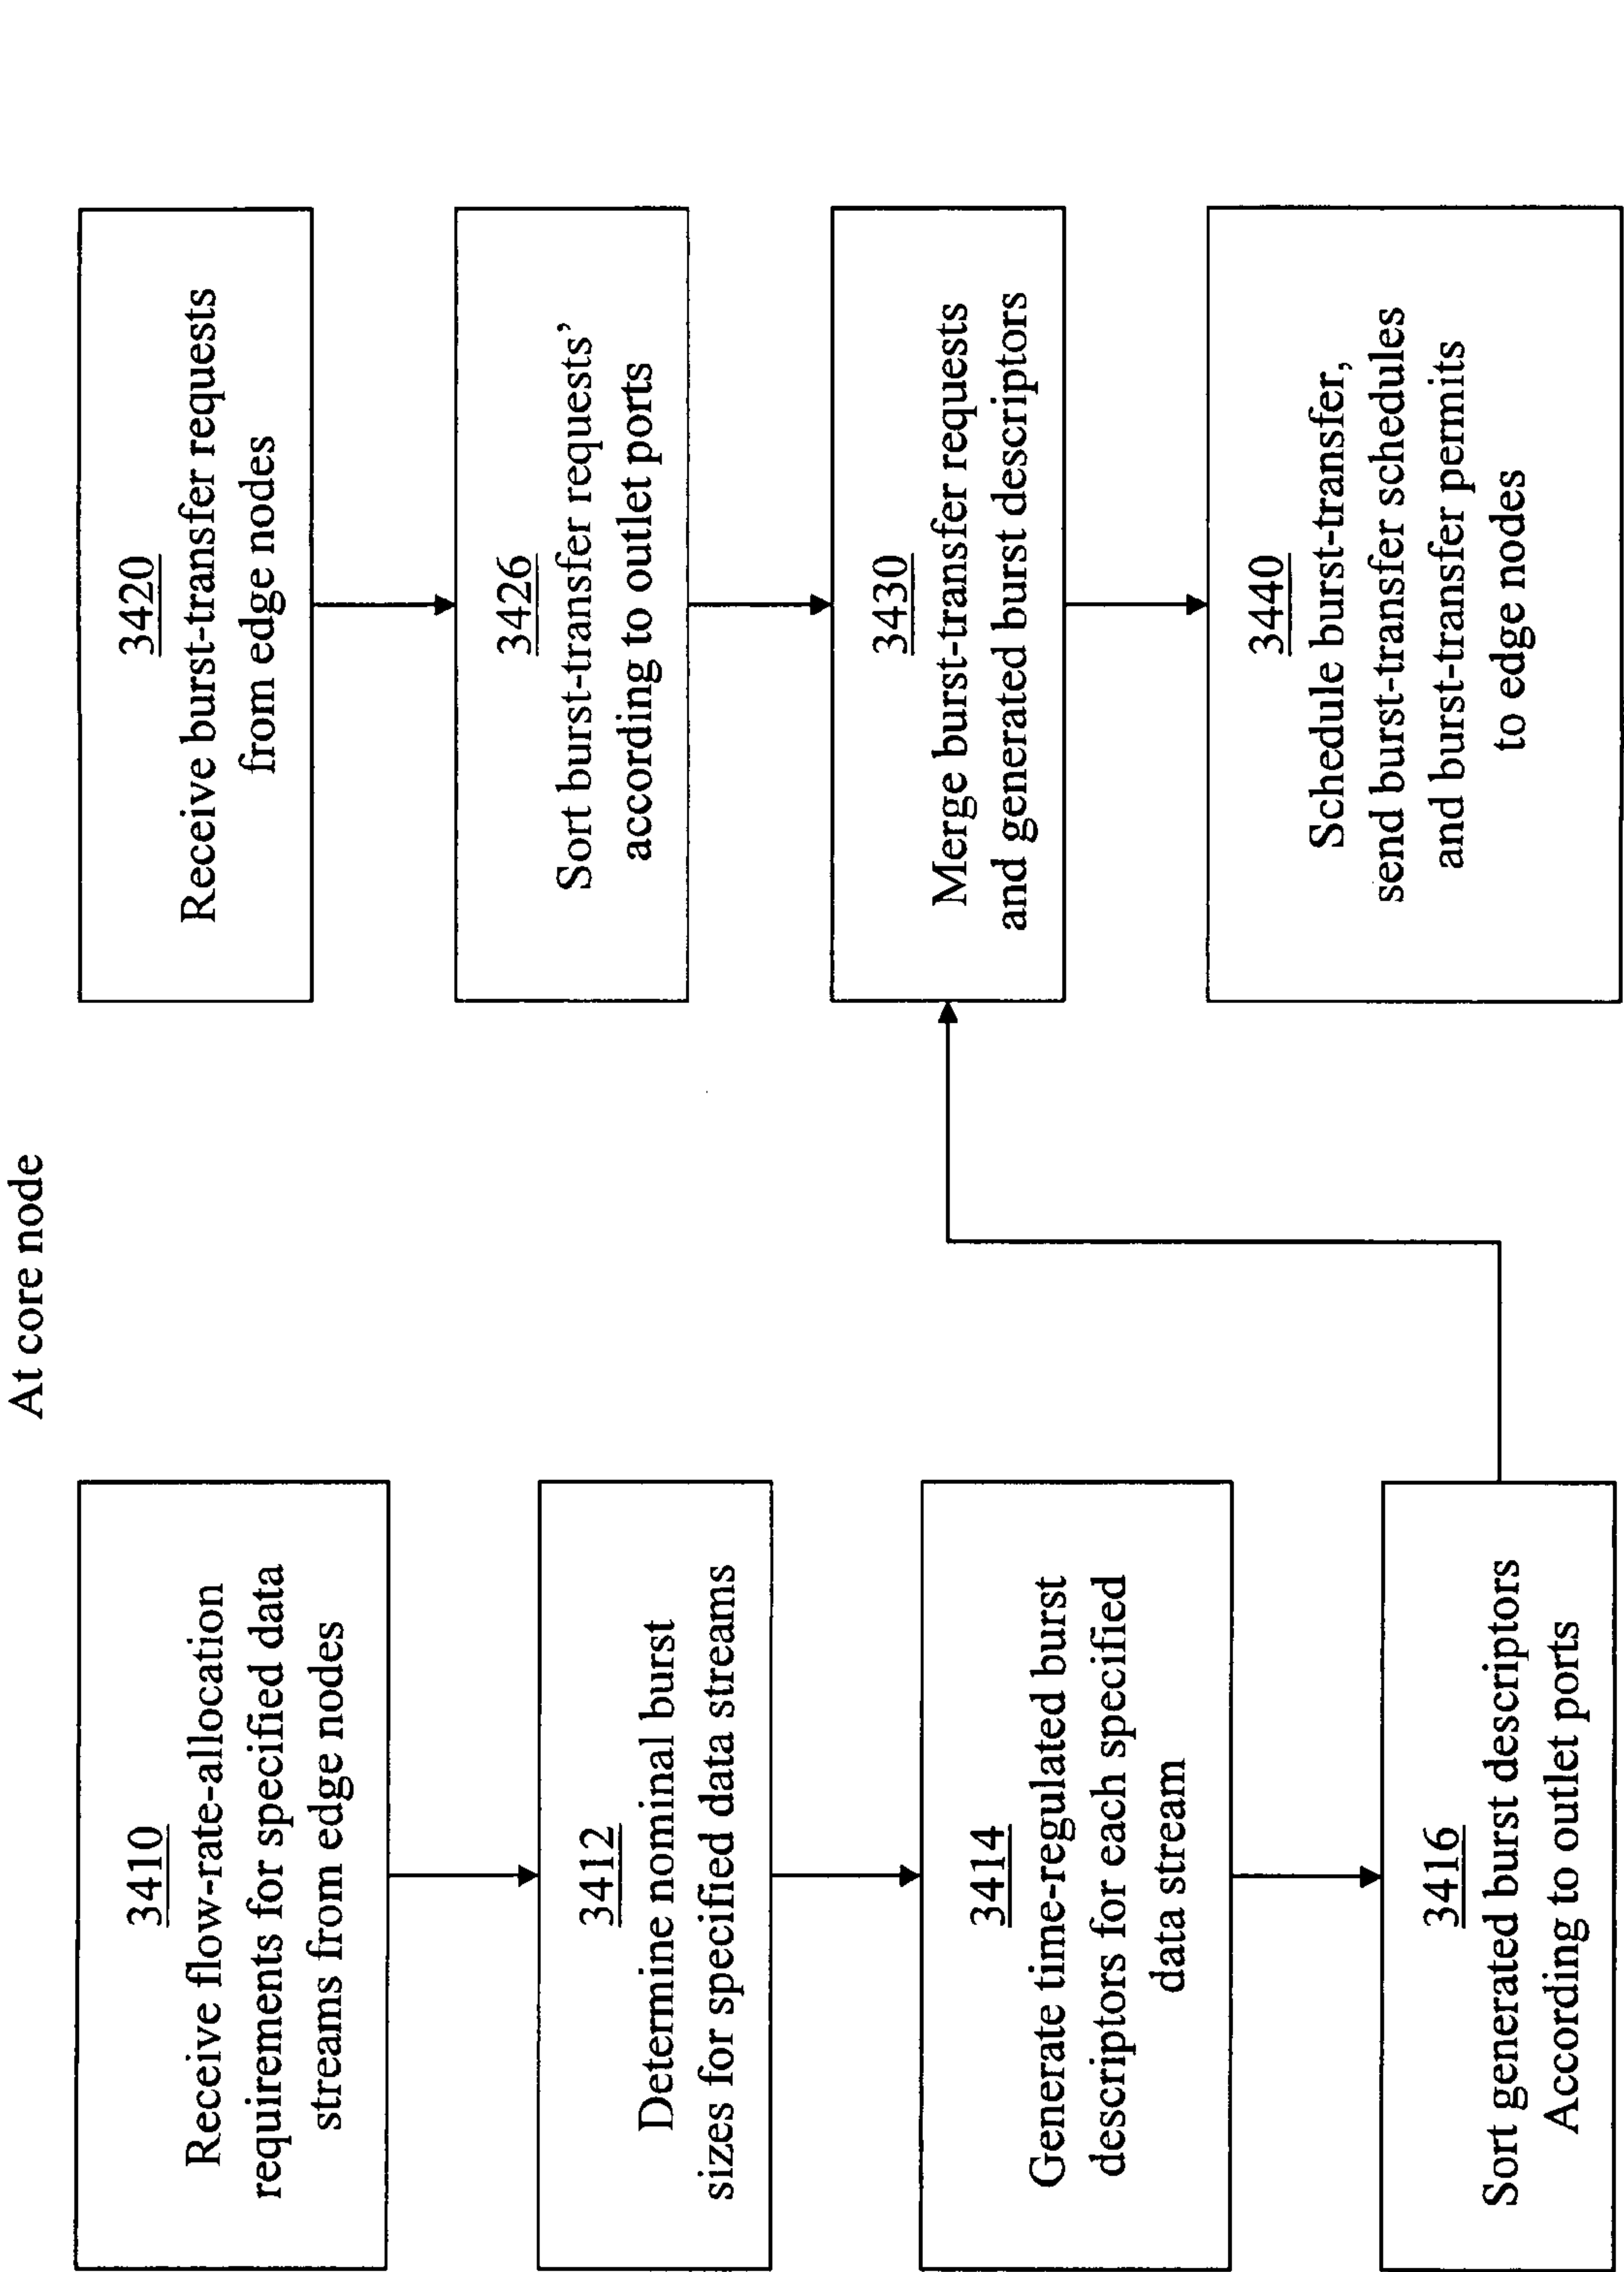 At core node
3410
Receive flow-rate-allocation
requirements for specified data
streams from edge nodes
3412
Determine nominal burst
sizes for specified data streams
3414
Generate time-regulated burst
descriptors for each specified
data stream
3416
Sort generated burst descriptors
According to outlet ports
3420
Receive burst-transfer requests
from edge nodes
3426
Sort burst-transfer requests’
according to outlet ports
3430
Merge burst-transfer requests
and generated burst descriptors
3440
Schedule burst-transfer,
send burst-transfer schedules
and burst-transfer permits
to edge nodes